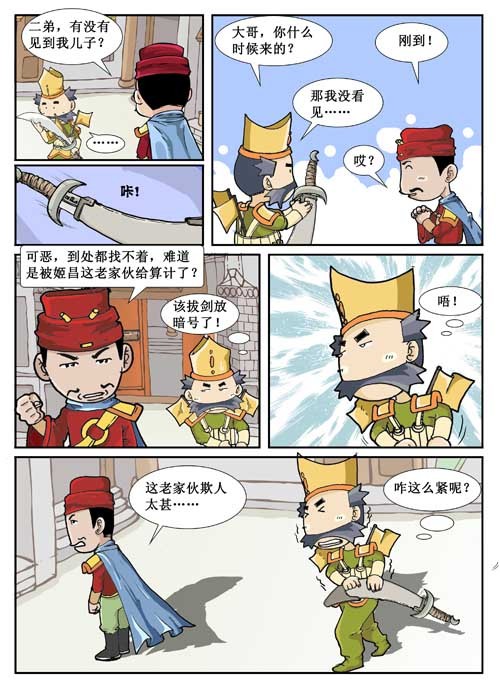 二弟，有没有
见到我儿子？
……
大哥，你什么
时候来的？
刚到！
那我没看
见……
哎？
咔！
可恶，到处都找不着，难道
是被姬昌这老家伙给算计了？
该拔剑放
暗号了！
唔！
这老家伙欺人
太甚……
咋这么紧呢？